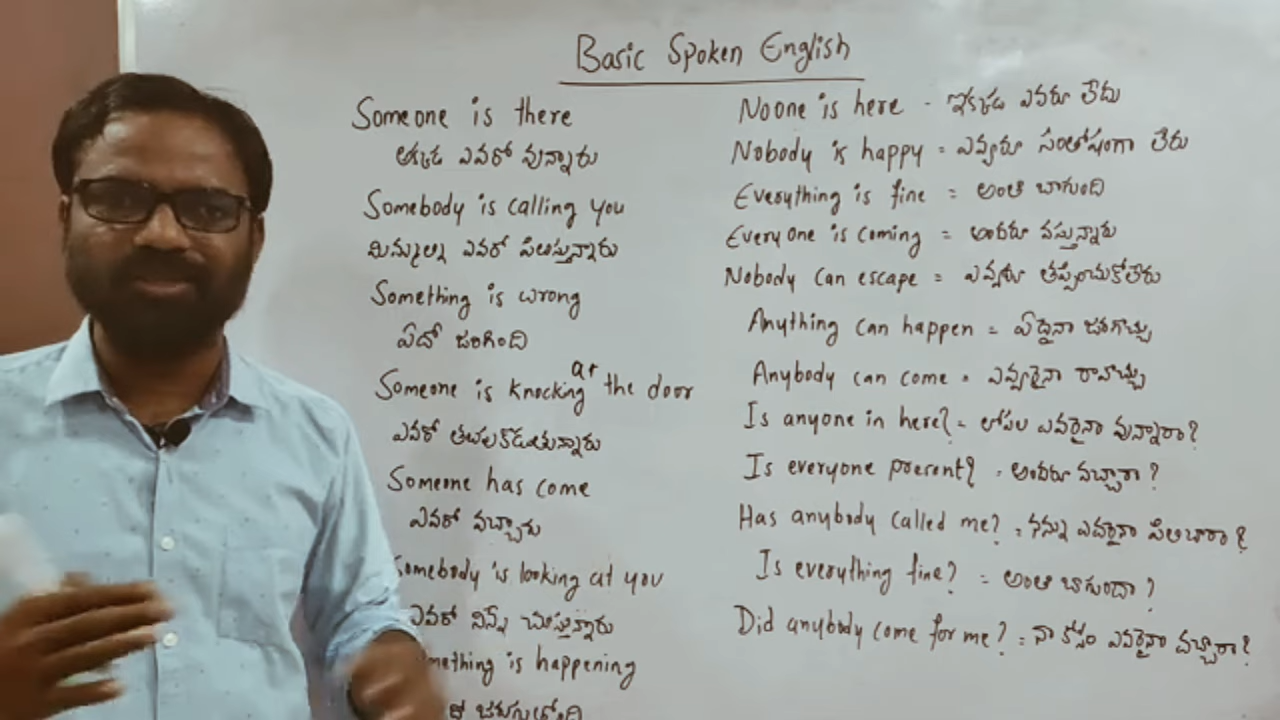 Basic Spoken English
Someone is there
అక్కడ ఎవరో వున్నారు
Somebody is calling you
మిమ్మల్ని ఎవరో పిలుస్తున్నారు
Something is wrong
ఏదో జరిగింది
Someone is knocking at the door
ఎవరో తలుపుకొడుతున్నారు
Someone has come
ఎవరో వచ్చారు
Somebody is looking at you
ఎవరో నిన్నే చూస్తున్నారు
mething is happening
జరుగుతోంది
Noone is here - ఇక్కడ ఎవరూ లేరు
Nobody is happy = ఎవ్వరూ సంతోషంగా లేరు
Everything is fine = అంతా బాగుంది
Everyone is coming = అందరూ వస్తున్నారు
Nobody can escape = ఎవ్వరూ తప్పించుకోలేరు
Anything can happen = ఏదైనా జరగొచ్చు
Anybody can come = ఎవ్వరైనా రావొచ్చు
Is anyone in here? = లోపల ఎవరైనా వున్నారా?
Is everyone present? = అందరూ వచ్చారా?
Has anybody called me? = నన్ను ఎవరైనా పిలిచారా?
Is everything fine? = అంతా బాగుందా?
Did anybody come for me? = నా కోసం ఎవరైనా వచ్చారా?